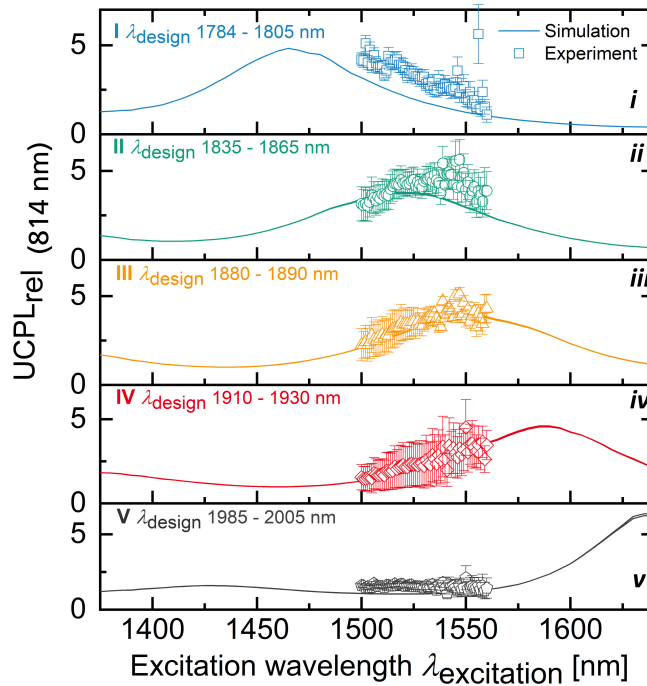 I λdesign 1784 - 1805 nm
Simulation
Experiment
5
i
0
II λdesign 1835 - 1865 nm
ii
5
0
III λdesign 1880 - 1890 nm
iii
5
0
IV λdesign 1910 - 1930 nm
iv
5
0
V λdesign 1985 - 2005 nm
5
v
0
UCPLrel (814 nm)
1400 1450 1500 1550 1600
Excitation wavelength λexcitation [nm]